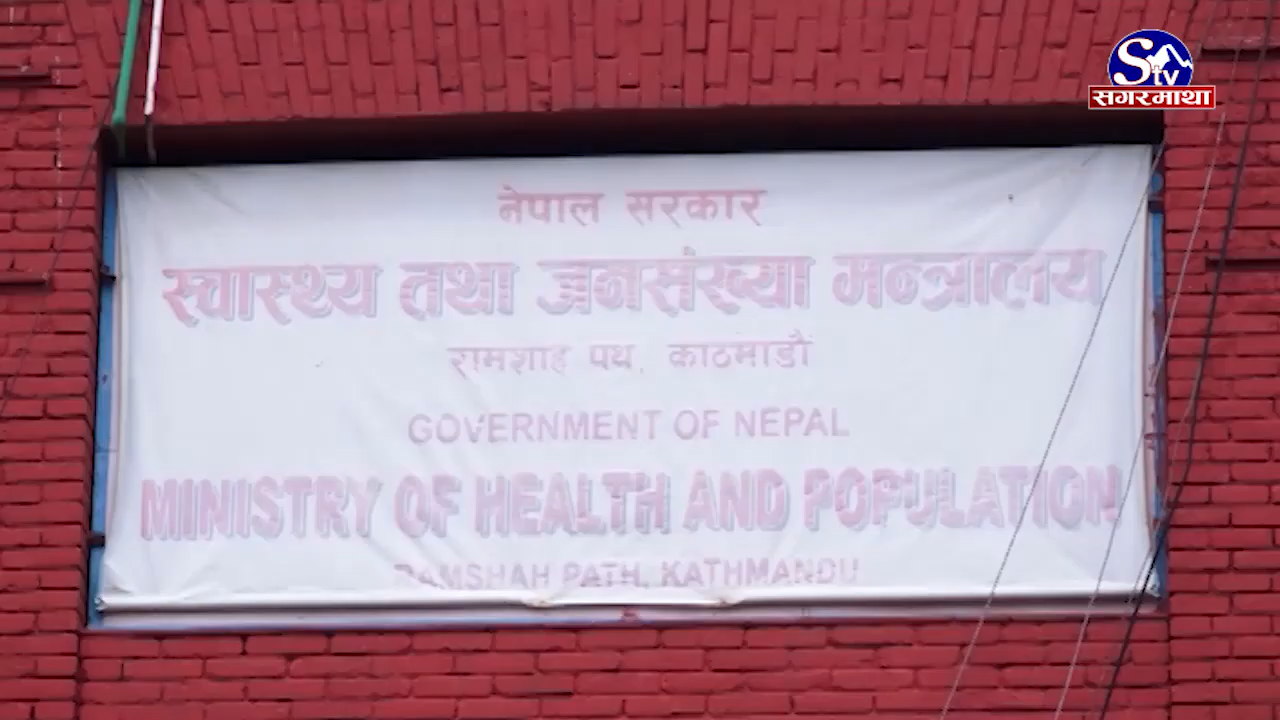 STV
सगरमाथा
नेपाल सरकार
स्वास्थ्य तथा जनसंख्या मन्त्रालय
रामशाह पथ, काठमाडौं
GOVERNMENT OF NEPAL
MINISTRY OF HEALTH AND POPULATION
RAMSHAH PATH, KATHMANDU